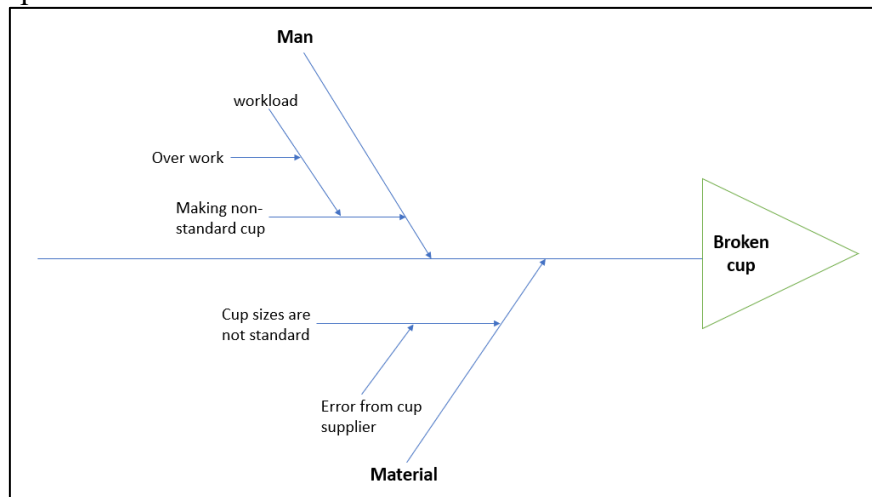 Man
workload
Over work
Making non-
standard cup
Broken
cup
Cup sizes are
not standard
Error from cup
supplier
Material